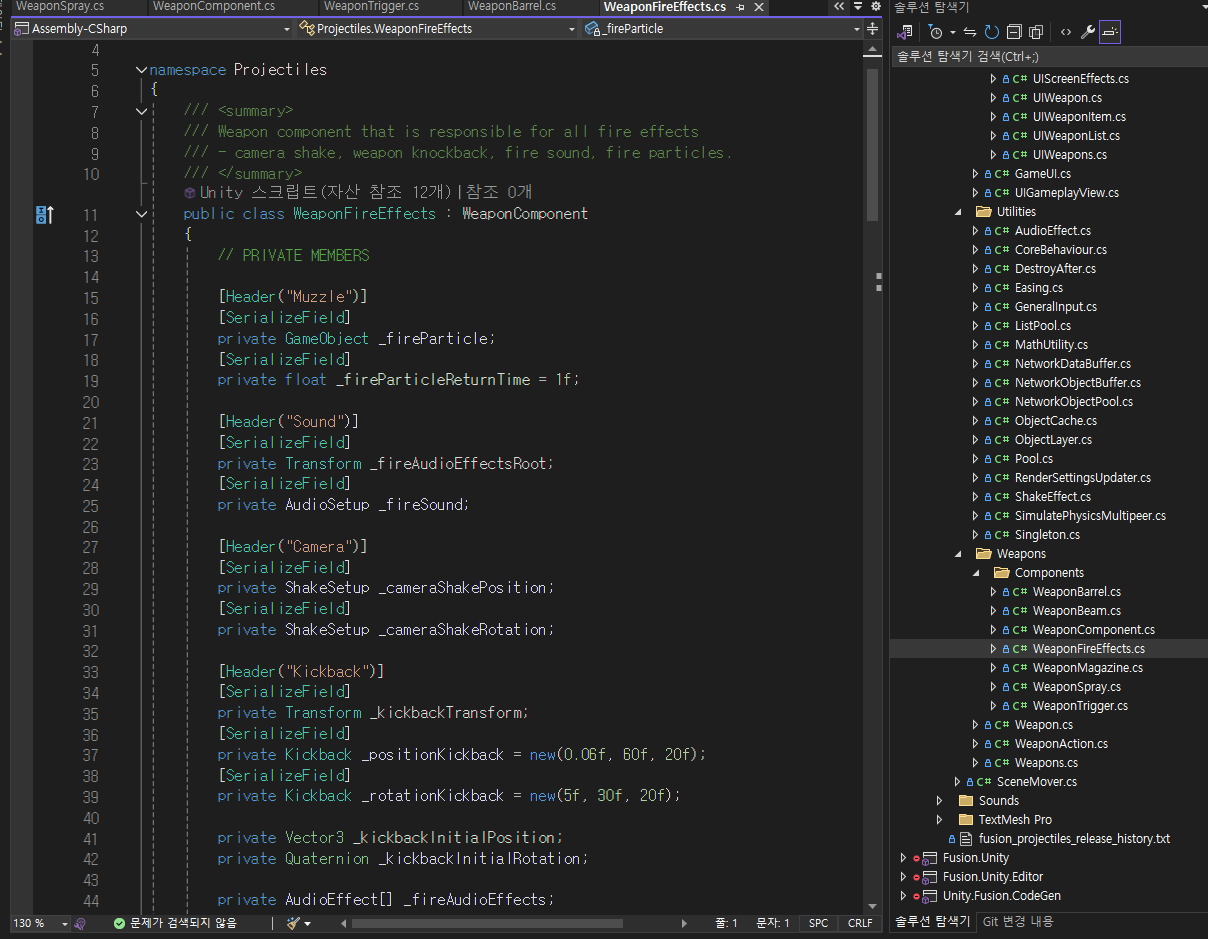 WeaponSpray.cs
WeaponComponent.cs
WeaponTrigger.cs
WeaponBarrel.cs
WeaponFireEffects.cs
Assembly-CSharp
Projectiles.WeaponFireEffects
_fireParticle
4
5 namespace Projectiles
6 {
7 /// <summary>
8 /// Weapon component that is responsible for all fire effects
9 /// - camera shake, weapon knockback, fire sound, fire particles.
10 /// </summary>
Unity 스크립트(자산 참조 12개)|참조 0개
11 public class WeaponFireEffects : WeaponComponent
12 {
13 // PRIVATE MEMBERS
14
15 [Header("Muzzle")]
16 [SerializeField]
17 private GameObject _fireParticle;
18 [SerializeField]
19 private float _fireParticleReturnTime = 1f;
20
21 [Header("Sound")]
22 [SerializeField]
23 private Transform _fireAudioEffectsRoot;
24 [SerializeField]
25 private AudioSetup _fireSound;
26
27 [Header("Camera")]
28 [SerializeField]
29 private ShakeSetup _cameraShakePosition;
30 [SerializeField]
31 private ShakeSetup _cameraShakeRotation;
32
33 [Header("Kickback")]
34 [SerializeField]
35 private Transform _kickbackTransform;
36 [SerializeField]
37 private Kickback _positionKickback = new(0.06f, 60f, 20f);
38 [SerializeField]
39 private Kickback _rotationKickback = new(5f, 30f, 20f);
40
41 private Vector3 _kickbackInitialPosition;
42 private Quaternion _kickbackInitialRotation;
43
44 private AudioEffect[] _fireAudioEffects;
130 %
문제가 검색되지 않음
줄: 1
문자: 1
SPC
CRLF
솔루션 탐색기
솔루션 탐색기 검색(Ctrl+;)
C# UIScreenEffects.cs
C# UIWeapon.cs
C# UIWeaponItem.cs
C# UIWeaponList.cs
C# UIWeapons.cs
C# GameUI.cs
C# UIGameplayView.cs
Utilities
C# AudioEffect.cs
C# CoreBehaviour.cs
C# DestroyAfter.cs
C# Easing.cs
C# GeneralInput.cs
C# ListPool.cs
C# MathUtility.cs
C# NetworkDataBuffer.cs
C# NetworkObjectBuffer.cs
C# NetworkObjectPool.cs
C# ObjectCache.cs
C# ObjectLayer.cs
C# Pool.cs
C# RenderSettingsUpdater.cs
C# ShakeEffect.cs
C# SimulatePhysicsMultipeer.cs
C# Singleton.cs
Weapons
Components
C# WeaponBarrel.cs
C# WeaponBeam.cs
C# WeaponComponent.cs
C# WeaponFireEffects.cs
C# WeaponMagazine.cs
C# WeaponSpray.cs
C# WeaponTrigger.cs
C# Weapon.cs
C# WeaponAction.cs
C# Weapons.cs
C# SceneMover.cs
Sounds
TextMesh Pro
fusion_projectiles_release_history.txt
Fusion.Unity
Fusion.Unity.Editor
Unity.Fusion.CodeGen
솔루션 탐색기
Git 변경 내용